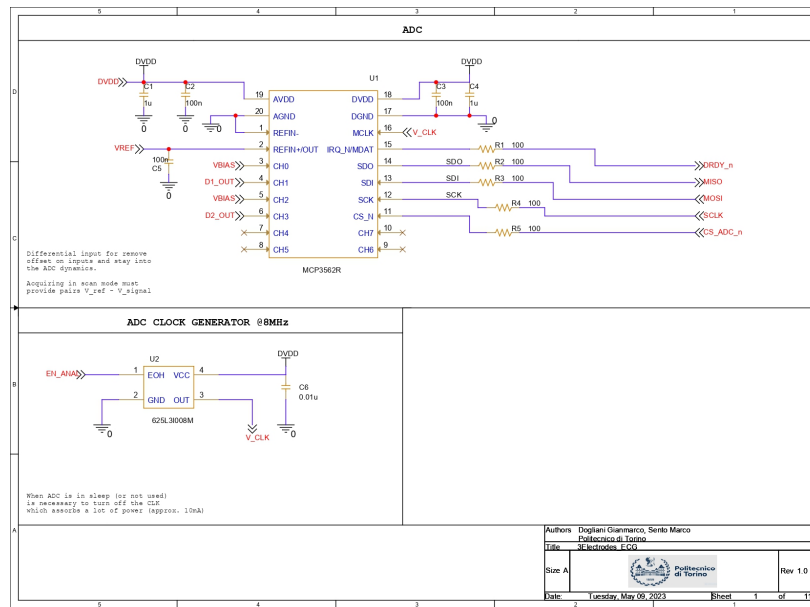 5 4 3 2 1
ADC
D
DVDD
DVDD
DVDD
U1
C1
C2
C3
C4
1u
100n
100n
1u
19 AVDD DVDD 18
20 AGND DGND 17
0 0 0 0
1 REFIN- MCLK 16 V_CLK
VREF 2 REFIN+/OUT IRQ_N/MDAT 15 R1 100
100n
C5
VBIAS 3 CH0 SDO 14 SDO R2 100 DRDY_n
D1_OUT 4 CH1 SDI 13 SDI R3 100 MISO
VBIAS 5 CH2 SCK 12 SCK MOSI
0
R4 100
D2_OUT 6 CH3 CS_N 11 SCLK
7 CH4 CH7 10 R5 100 CS_ADC_n
C C
8 CH5 CH6 9
MCP3562R
Differential input for remove
offset on inputs and stay into
the ADC dynamics.
Acquiring in scan mode must
provide pairs V_ref - V_signal
ADC CLOCK GENERATOR @8MHz
DVDD
U2
EN_ANA 1 EOH VCC 4
B B
C6
0.01u
2 GND OUT 3
0 0
V_CLK
625L3I008M
When ADC is in sleep (or not used)
is necessary to turn off the CLK
which assorbs a lot of power (approx. 10mA)
A
Authors Dogliani Gianmarco, Sento Marco
Politecnico di Torino
Title 3Electrodes_ECG
Size A
Politecnico
di Torino
Rev 1.0
Date: Tuesday, May 09, 2023 Sheet 1 of
5 4 3 2 1